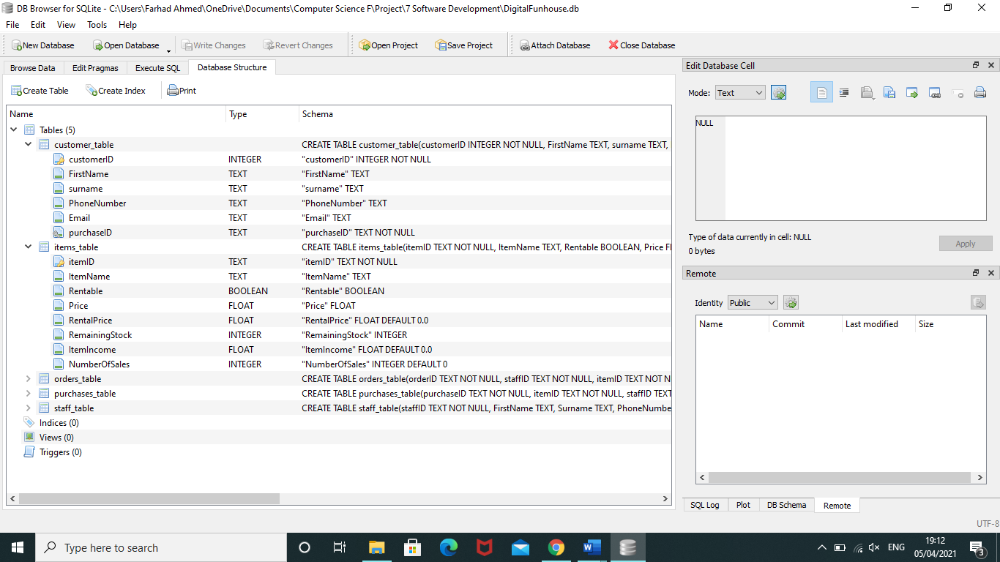 DB Browser for SQLite - C:\Users\Farhad Ahmed\OneDrive\Documents\Computer Science F\Project\7 Software Development\DigitalFunhouse.db
File Edit View Tools Help
New Database Open Database Write Changes Revert Changes Open Project Save Project Attach Database Close Database
Browse Data Edit Pragmas Execute SQL Database Structure
Create Table Create Index Print
Name Type Schema
Tables (5)
customer_table CREATE TABLE customer_table(customerID INTEGER NOT NULL, FirstName TEXT, surname TEXT,
customerID INTEGER "customerID" INTEGER NOT NULL
FirstName TEXT "FirstName" TEXT
surname TEXT "surname" TEXT
PhoneNumber TEXT "PhoneNumber" TEXT
Email TEXT "Email" TEXT
purchaseID TEXT "purchaseID" TEXT NOT NULL
items_table CREATE TABLE items_table(itemID TEXT NOT NULL, ItemName TEXT, Rentable BOOLEAN, Price Fl
itemID TEXT "itemID" TEXT NOT NULL
ItemName TEXT "ItemName" TEXT
Rentable BOOLEAN "Rentable" BOOLEAN
Price FLOAT "Price" FLOAT
RentalPrice FLOAT "RentalPrice" FLOAT DEFAULT 0.0
RemainingStock INTEGER "RemainingStock" INTEGER
ItemIncome FLOAT "ItemIncome" FLOAT DEFAULT 0.0
NumberOfSales INTEGER "NumberOfSales" INTEGER DEFAULT 0
orders_table CREATE TABLE orders_table(orderID TEXT NOT NULL, staffID TEXT NOT NULL, itemID TEXT NOT N
purchases_table CREATE TABLE purchases_table(purchaseID TEXT NOT NULL, itemID TEXT NOT NULL, staffID TEXT
staff_table CREATE TABLE staff_table(staffID TEXT NOT NULL, FirstName TEXT, Surname TEXT, PhoneNumbe
Indices (0)
Views (0)
Triggers (0)
Edit Database Cell
Mode: Text
NULL
Type of data currently in cell: NULL
0 bytes
Apply
Remote
Identity Public
Name Commit Last modified Size
SQL Log Plot DB Schema Remote
UTF-8
Type here to search
ENG
19:12
05/04/2021
3